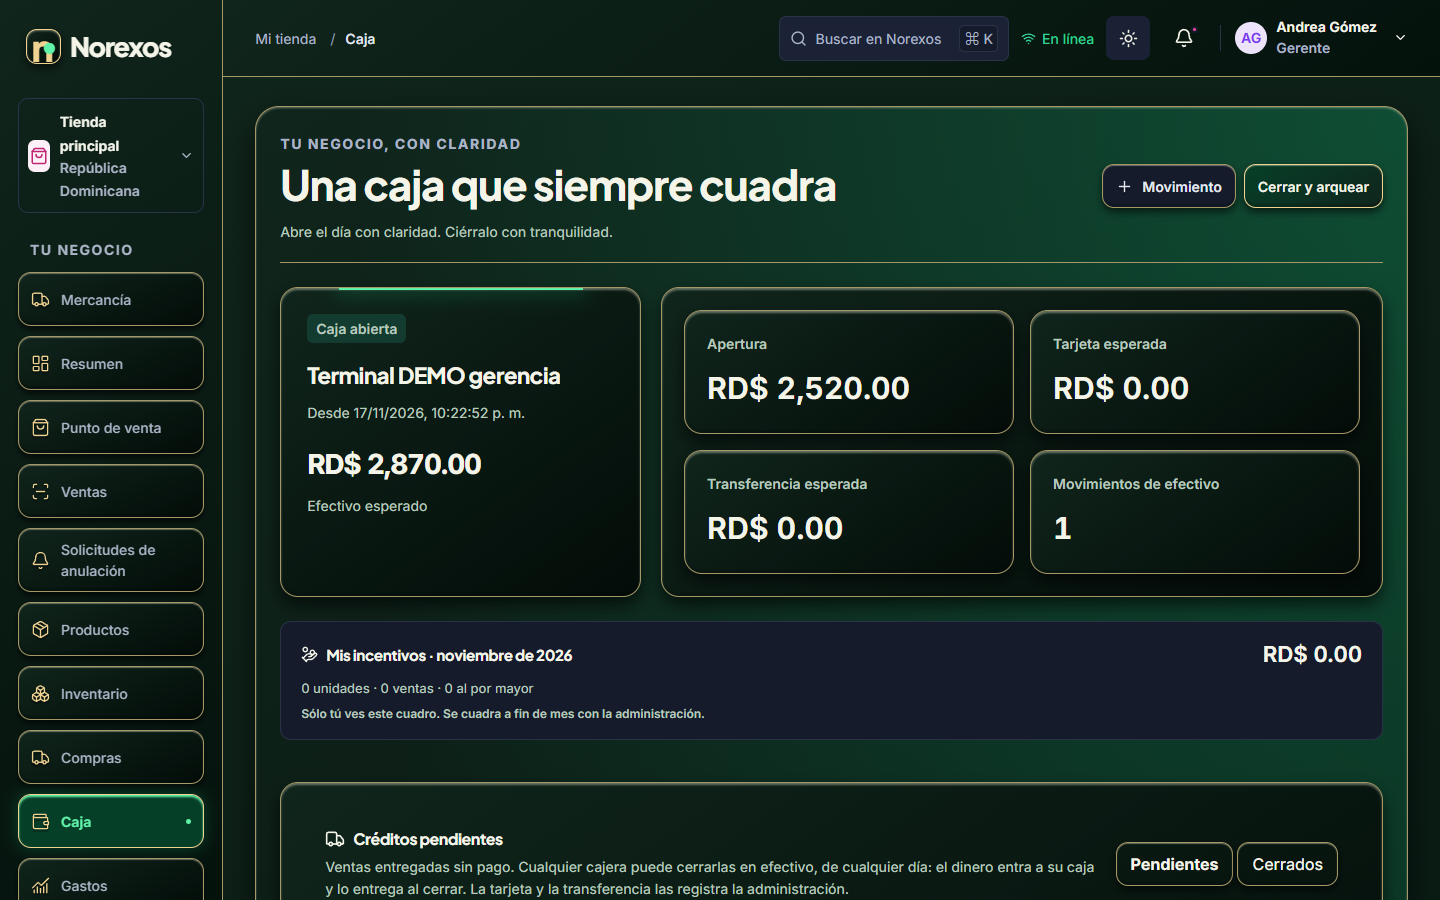 Norexos
Mi tienda / Caja
Buscar en Norexos ⌘ K
En línea
AG
Andrea Gómez
Gerente
Tienda
principal
República
Dominicana
TU NEGOCIO
Mercancía
Resumen
Punto de venta
Ventas
Solicitudes de
anulación
Productos
Inventario
Compras
Caja
Gastos
TU NEGOCIO, CON CLARIDAD
Una caja que siempre cuadra
Abre el día con claridad. Ciérralo con tranquilidad.
+ Movimiento
Cerrar y arquear
Caja abierta
Terminal DEMO gerencia
Desde 17/11/2026, 10:22:52 p. m.
RD$ 2,870.00
Efectivo esperado
Apertura
RD$ 2,520.00
Tarjeta esperada
RD$ 0.00
Transferencia esperada
RD$ 0.00
Movimientos de efectivo
1
Mis incentivos · noviembre de 2026
RD$ 0.00
0 unidades · 0 ventas · 0 al por mayor
Sólo tú ves este cuadro. Se cuadra a fin de mes con la administración.
Créditos pendientes
Ventas entregadas sin pago. Cualquier cajera puede cerrarlas en efectivo, de cualquier día: el dinero entra a su caja
y lo entrega al cerrar. La tarjeta y la transferencia las registra la administración.
Pendientes
Cerrados